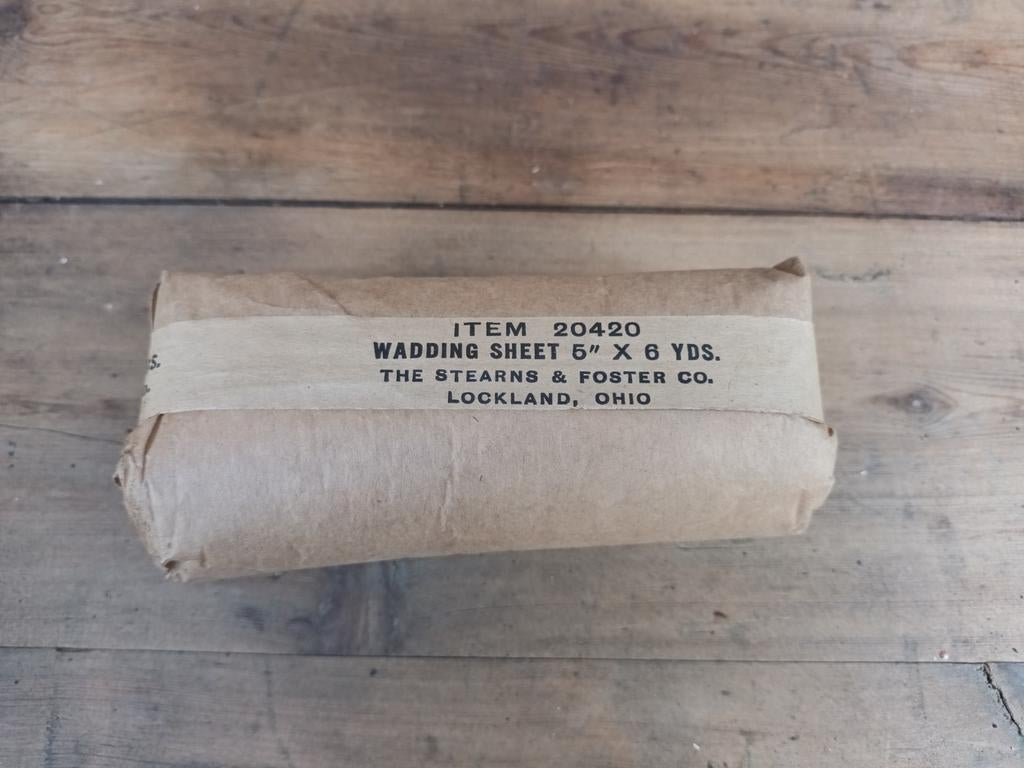 ITEM 20420
WADDING SHEET 5" X 6 YDS.
THE STEARNS & FOSTER CO.
LOCKLAND, OHIO